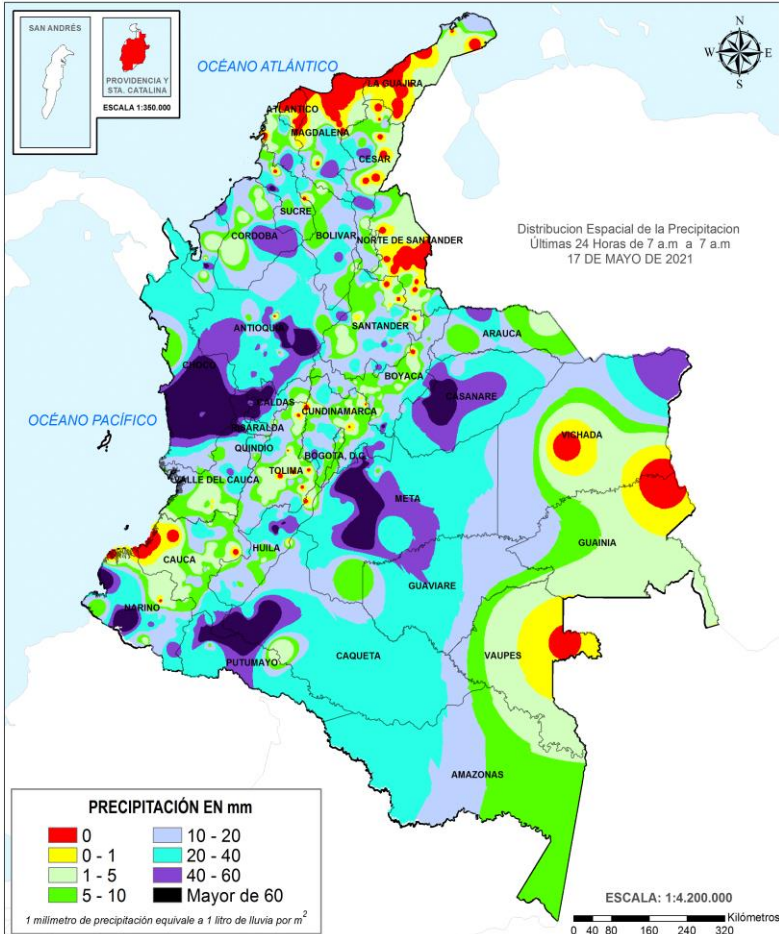 SAN ANDRÉS
PROVIDENCIA Y
STA. CATALINA
ESCALA 1:350.000
OCÉANO ATLÁNTICO
N
W
E
S
LA GUAJIRA
ATLANTICO
MAGDALENA
CESAR
SUCRE
CORDOBA
BOLIVAR
NORTE DE SANTANDER
Distribucion Espacial de la Precipitacion
Últimas 24 Horas de 7 a.m a 7 a.m
17 DE MAYO DE 2021
ANTIOQUIA
SANTANDER
ARAUCA
CHOCO
BOYACA
CASANARE
OCÉANO PACÍFICO
CALDAS
CUNDINAMARCA
RISARALDA
VICHADA
QUINDIO
BOGOTA, D.C
TOLIMA
VALLE DEL CAUCA
META
GUAINIA
CAUCA
HUILA
GUAVIARE
NARINO
VAUPES
CAQUETA
PUTUMAYO
AMAZONAS
PRECIPITACIÓN EN mm
0
10 - 20
0 - 1
20 - 40
1 - 5
40 - 60
5 - 10
Mayor de 60
1 milímetro de precipitación equivale a 1 litro de lluvia por m2
ESCALA: 1:4.200.000
Kilómetros
0 40 80 160 240 320